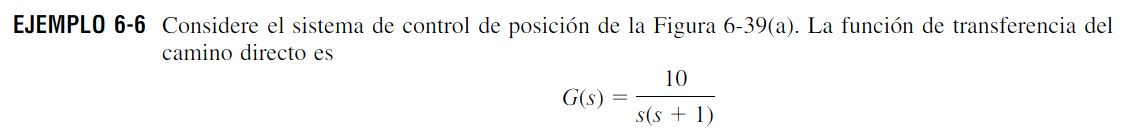 EJEMPLO 6-6 Considere el sistema de control de posición de la Figura 6-39(a). La función de transferencia del
camino directo es
G(s) = 10 / s(s + 1)